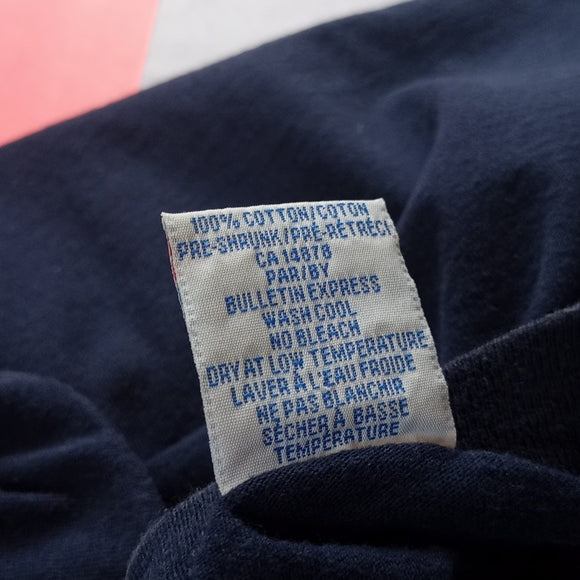 100% COTTON/COTON
PRE-SHRUNK/PRÉ-RÉTRÉCI
CA 14878
PAR/BY
BULLETIN EXPRESS
WASH COOL
NO BLEACH
DRY AT LOW TEMPERATURE
LAVER À L'EAU FROIDE
NE PAS BLANCHIR
SÉCHER À BASSE
TEMPÉRATURE